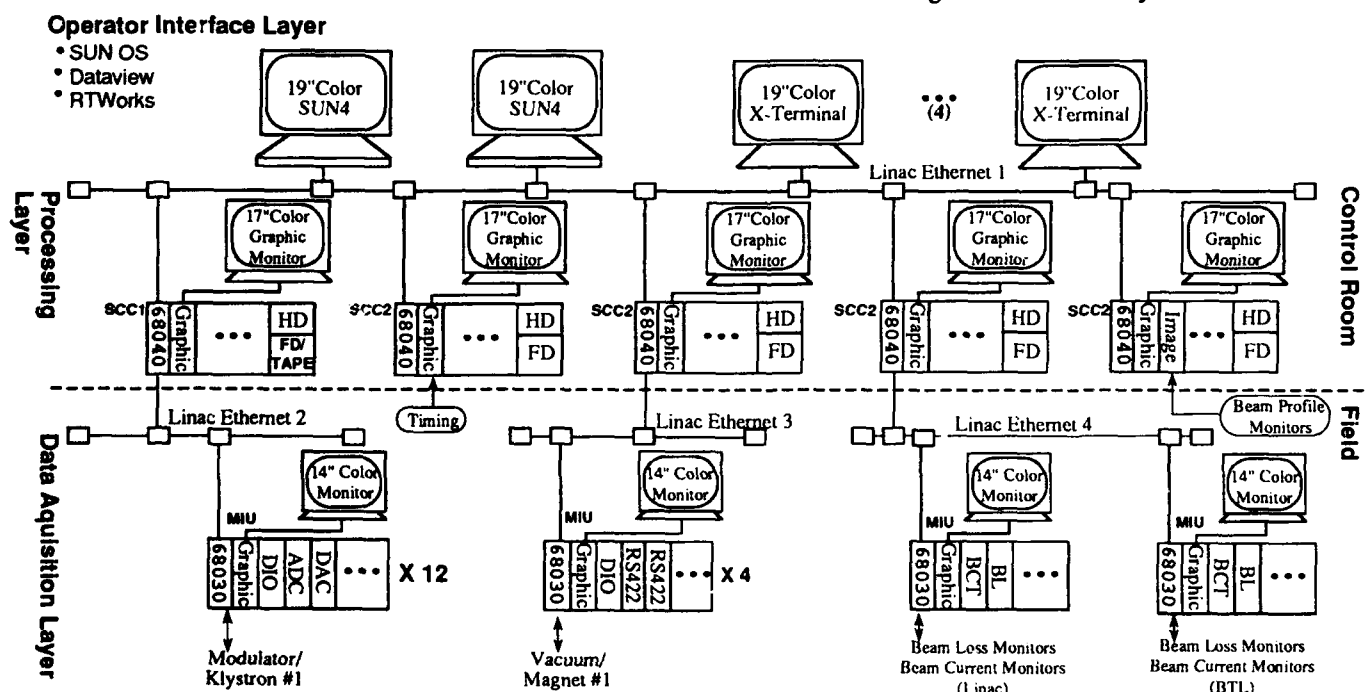 Operator Interface Layer
• SUN OS
• Dataview
• RTWorks
19"Color
SUN4
19"Color
SUN4
19"Color
X-Terminal
•••
(4)
19"Color
X-Terminal
Linac Ethernet 1
Processing
Layer
Control Room
17"Color
Graphic
Monitor
17"Color
Graphic
Monitor
17"Color
Graphic
Monitor
17"Color
Graphic
Monitor
17"Color
Graphic
Monitor
SCC1
68040
Graphic
•••
HD
FD/
TAPE
SCC2
68040
Graphic
•••
HD
FD
SCC2
68040
Graphic
•••
HD
FD
SCC2
68040
Graphic
•••
HD
FD
SCC2
68040
Graphic
Image
•••
HD
FD
Timing
Beam Profile
Monitors
Linac Ethernet 2
Linac Ethernet 3
Linac Ethernet 4
Field
Data Aquisition Layer
14" Color
Monitor
14" Color
Monitor
14" Color
Monitor
14" Color
Monitor
MIU
68030
Graphic
DIO
ADC
DAC
•••
X 12
MIU
68030
Graphic
DIO
RS422
RS422
•••
X 4
MIU
68030
Graphic
BCT
BL
•••
MIU
68030
Graphic
BCT
BL
•••
Modulator/
Klystron #1
Vacuum/
Magnet #1
Beam Loss Monitors
Beam Current Monitors
(Linac)
Beam Loss Monitors
Beam Current Monitors
(BTL)